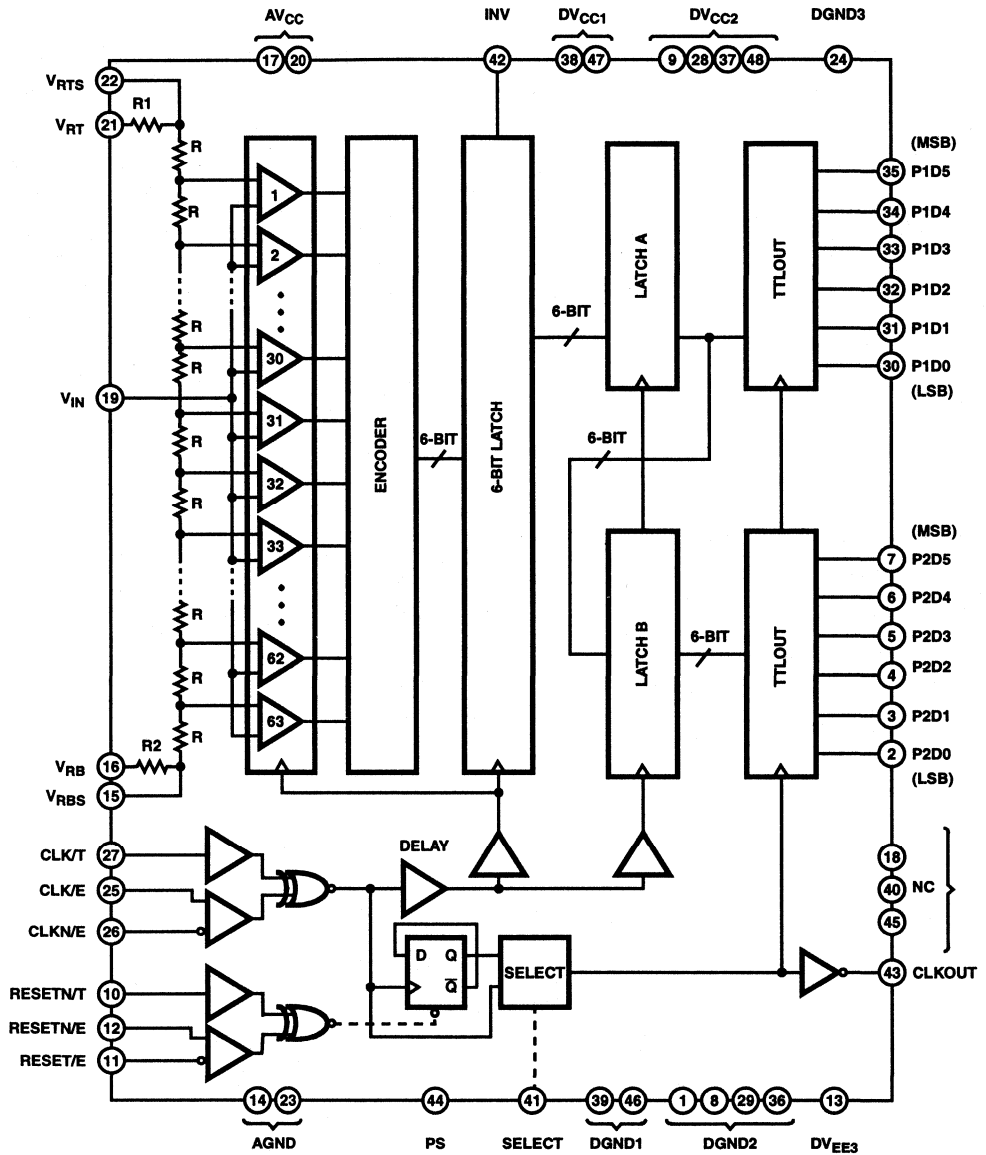 AVCC INV DVCC1 DVCC2 DGND3
17 20 42 38 47 9 28 37 48 24
VRTS 22
VRT 21 R1
R
R
R
R
R
R
R
R
R
1
2
30
31
32
33
62
63
VIN 19
ENCODER
6-BIT
6-BIT LATCH
6-BIT
LATCH A
TTLOUT
6-BIT
LATCH B
6-BIT
TTLOUT
(MSB)
35 P1D5
34 P1D4
33 P1D3
32 P1D2
31 P1D1
30 P1D0
(LSB)
(MSB)
7 P2D5
6 P2D4
5 P2D3
4 P2D2
3 P2D1
2 P2D0
(LSB)
VRB 16 R2
VRBS 15
CLK/T 27
CLK/E 25
CLKN/E 26
DELAY
18
40 NC
45
D Q
Q̅
SELECT
43 CLKOUT
RESETN/T 10
RESETN/E 12
RESET/E 11
14 23 44 41 39 46 1 8 29 36 13
AGND PS SELECT DGND1 DGND2 DVEE3